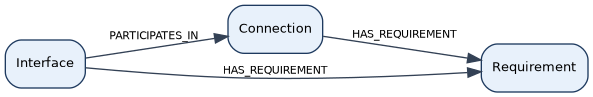 Interface
PARTICIPATES_IN
Connection
HAS_REQUIREMENT
HAS_REQUIREMENT
Requirement